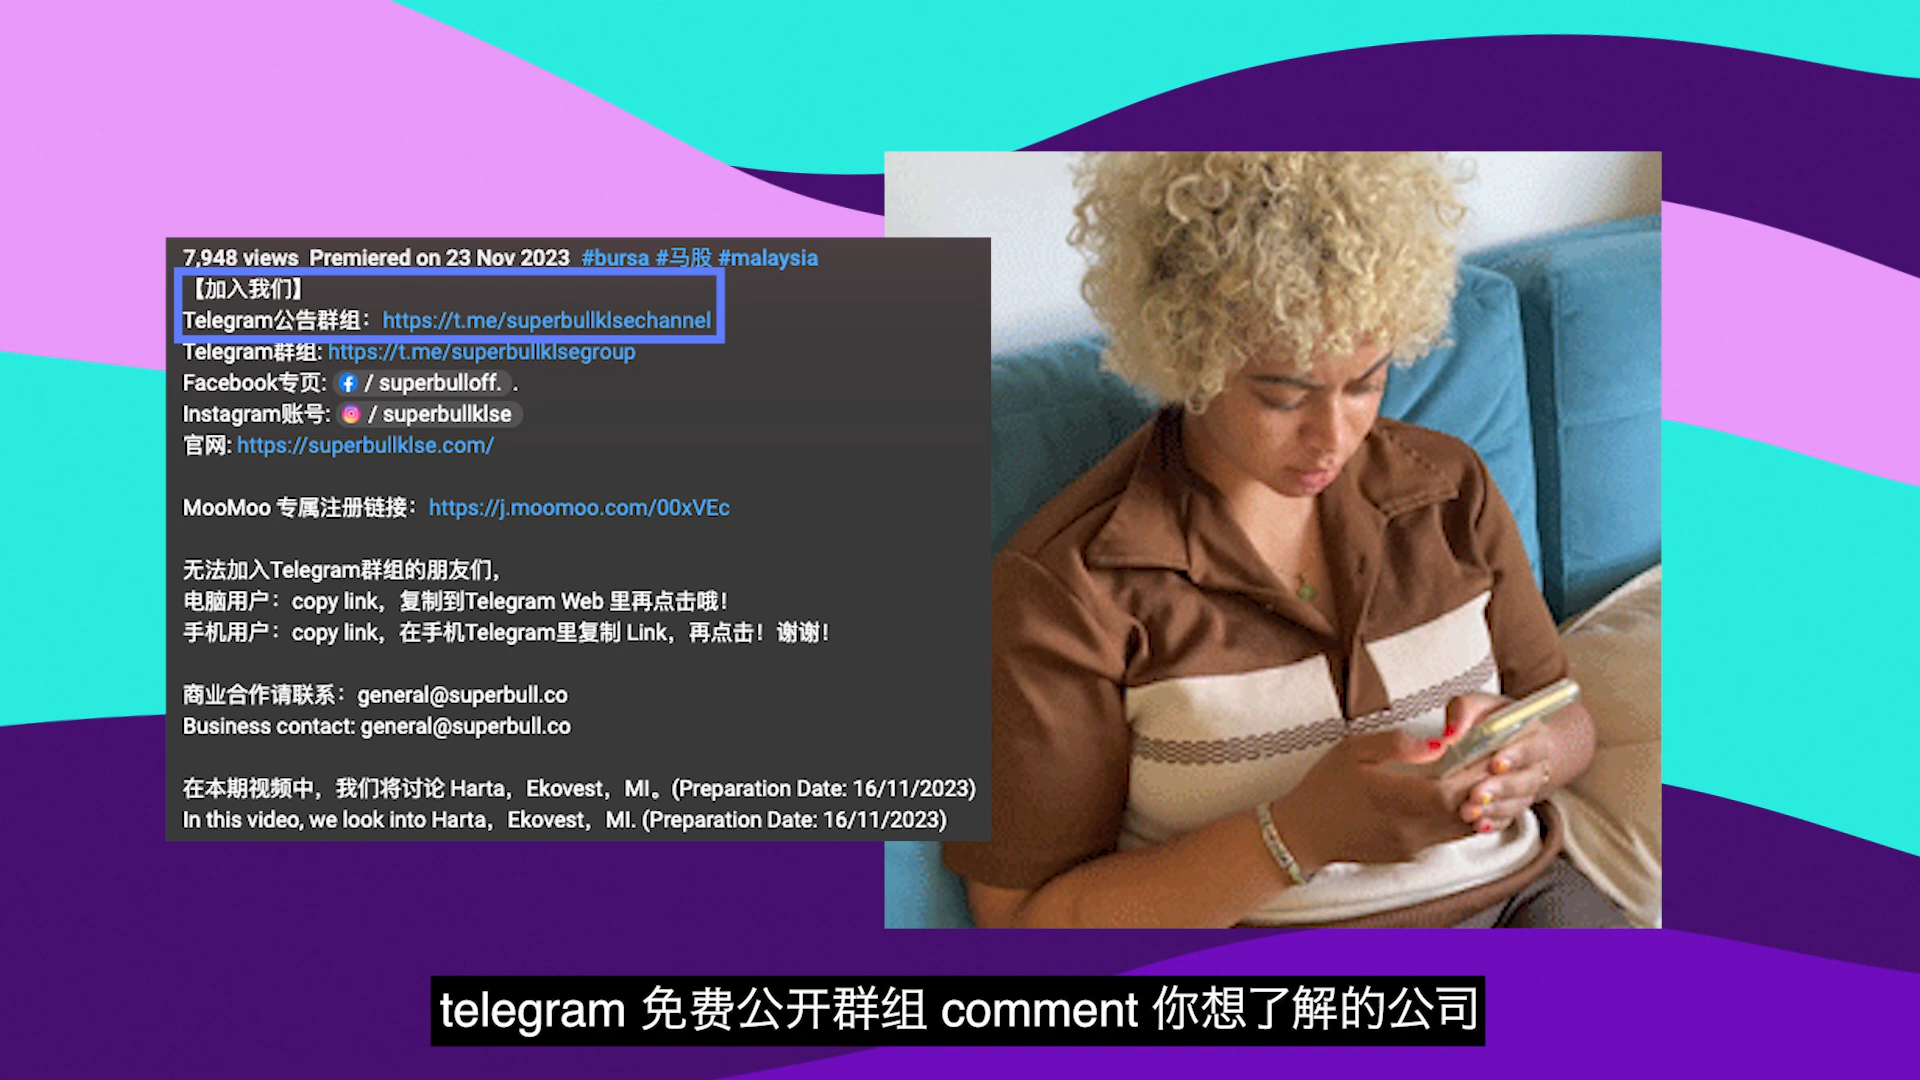 7,948 views Premiered on 23 Nov 2023 #bursa #马股 #malaysia
【加入我们】
Telegram公告群组：https://t.me/superbullklsechannel
Telegram群组: https://t.me/superbullklsegroup
Facebook专页: / superbulloff. .
Instagram账号: / superbullklse
官网: https://superbullklse.com/
MooMoo 专属注册链接：https://j.moomoo.com/00xVEc
无法加入Telegram群组的朋友们，
电脑用户：copy link，复制到Telegram Web 里再点击哦！
手机用户：copy link，在手机Telegram里复制 Link，再点击！谢谢！
商业合作请联系：general@superbull.co
Business contact: general@superbull.co
在本期视频中，我们将讨论 Harta，Ekovest，MI。(Preparation Date: 16/11/2023)
In this video, we look into Harta，Ekovest，MI. (Preparation Date: 16/11/2023)
telegram 免费公开群组 comment 你想了解的公司